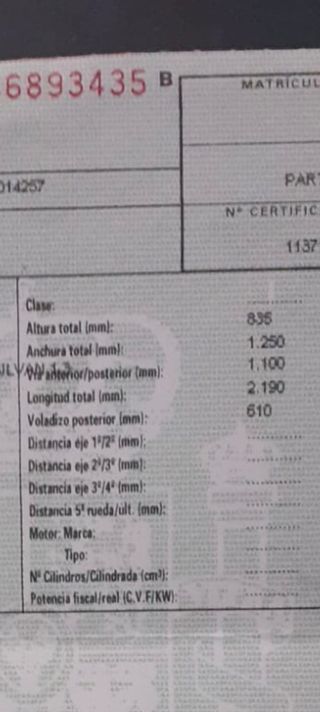 6893435 B
MATRICUL
014257
PART
Nº CERTIFIC
1137
Clase:
Altura total (mm): 835
Anchura total (mm): 1.250
Vía anterior/posterior (mm): 1.100
Longitud total (mm): 2.190
Voladizo posterior (mm): 610
Distancia eje 1º/2º (mm):
Distancia eje 2º/3º (mm):
Distancia eje 3º/4º (mm):
Distancia 5ª rueda/ult. (mm):
Motor: Marca:
Tipo:
Nº Cilindros/Cilindrada (cm³):
Potencia fiscal/real (C.V.F/KW):